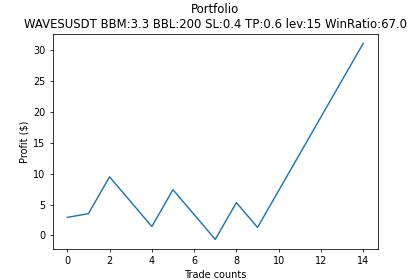 Portfolio
WAVESUSDT BBM:3.3 BBL:200 SL:0.4 TP:0.6 lev:15 WinRatio:67.0
30
25
20
15
10
5
0
Profit ($)
0 2 4 6 8 10 12 14
Trade counts